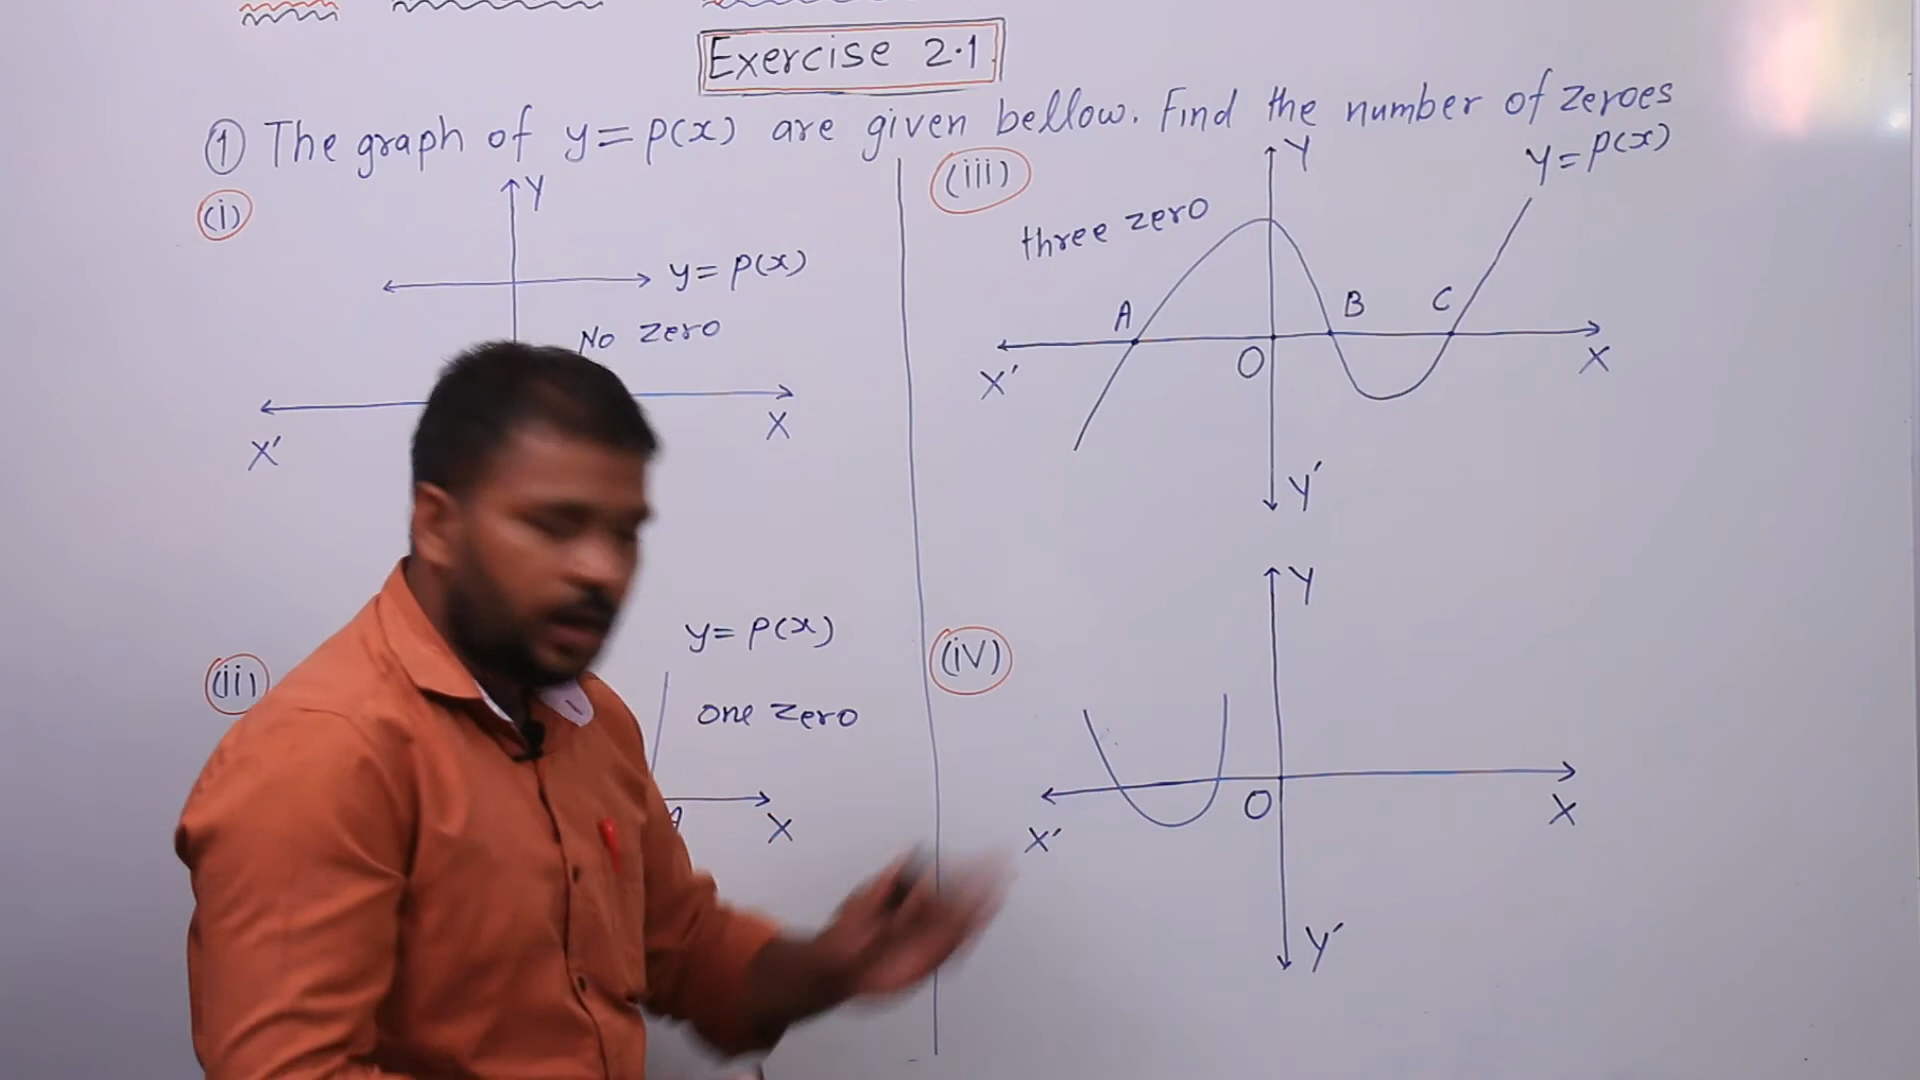 Exercise 2.1
① The graph of y=p(x) are given bellow. Find the number of zeroes
(i)
Y
y=p(x)
No zero
X'
X
(ii)
y=p(x)
one zero
A
X
(iii)
Y
y=p(x)
three zero
A
B
C
X'
O
X
Y'
(iv)
Y
X'
O
X
Y'